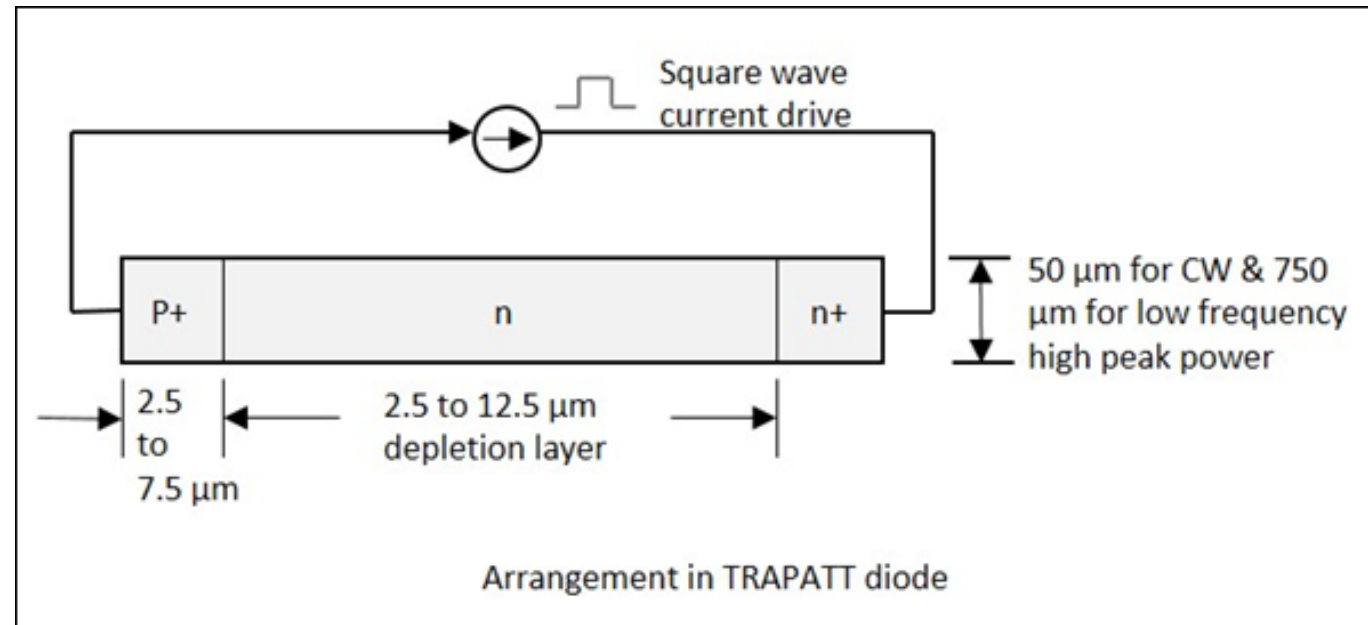 Square wave
current drive
P+
n
n+
50 µm for CW & 750
µm for low frequency
high peak power
2.5
to
7.5 µm
2.5 to 12.5 µm
depletion layer
Arrangement in TRAPATT diode